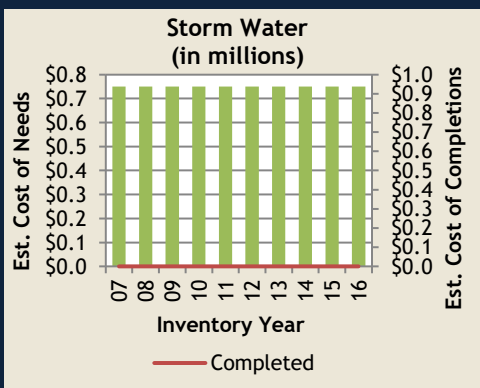 Storm Water
(in millions)
Est. Cost of Needs
$0.8
$0.7
$0.6
$0.5
$0.4
$0.3
$0.2
$0.1
$0.0
$1.0
$0.9
$0.8
$0.7
$0.6
$0.5
$0.4
$0.3
$0.2
$0.1
$0.0
Est. Cost of Completions
07 08 09 10 11 12 13 14 15 16
Inventory Year
Completed